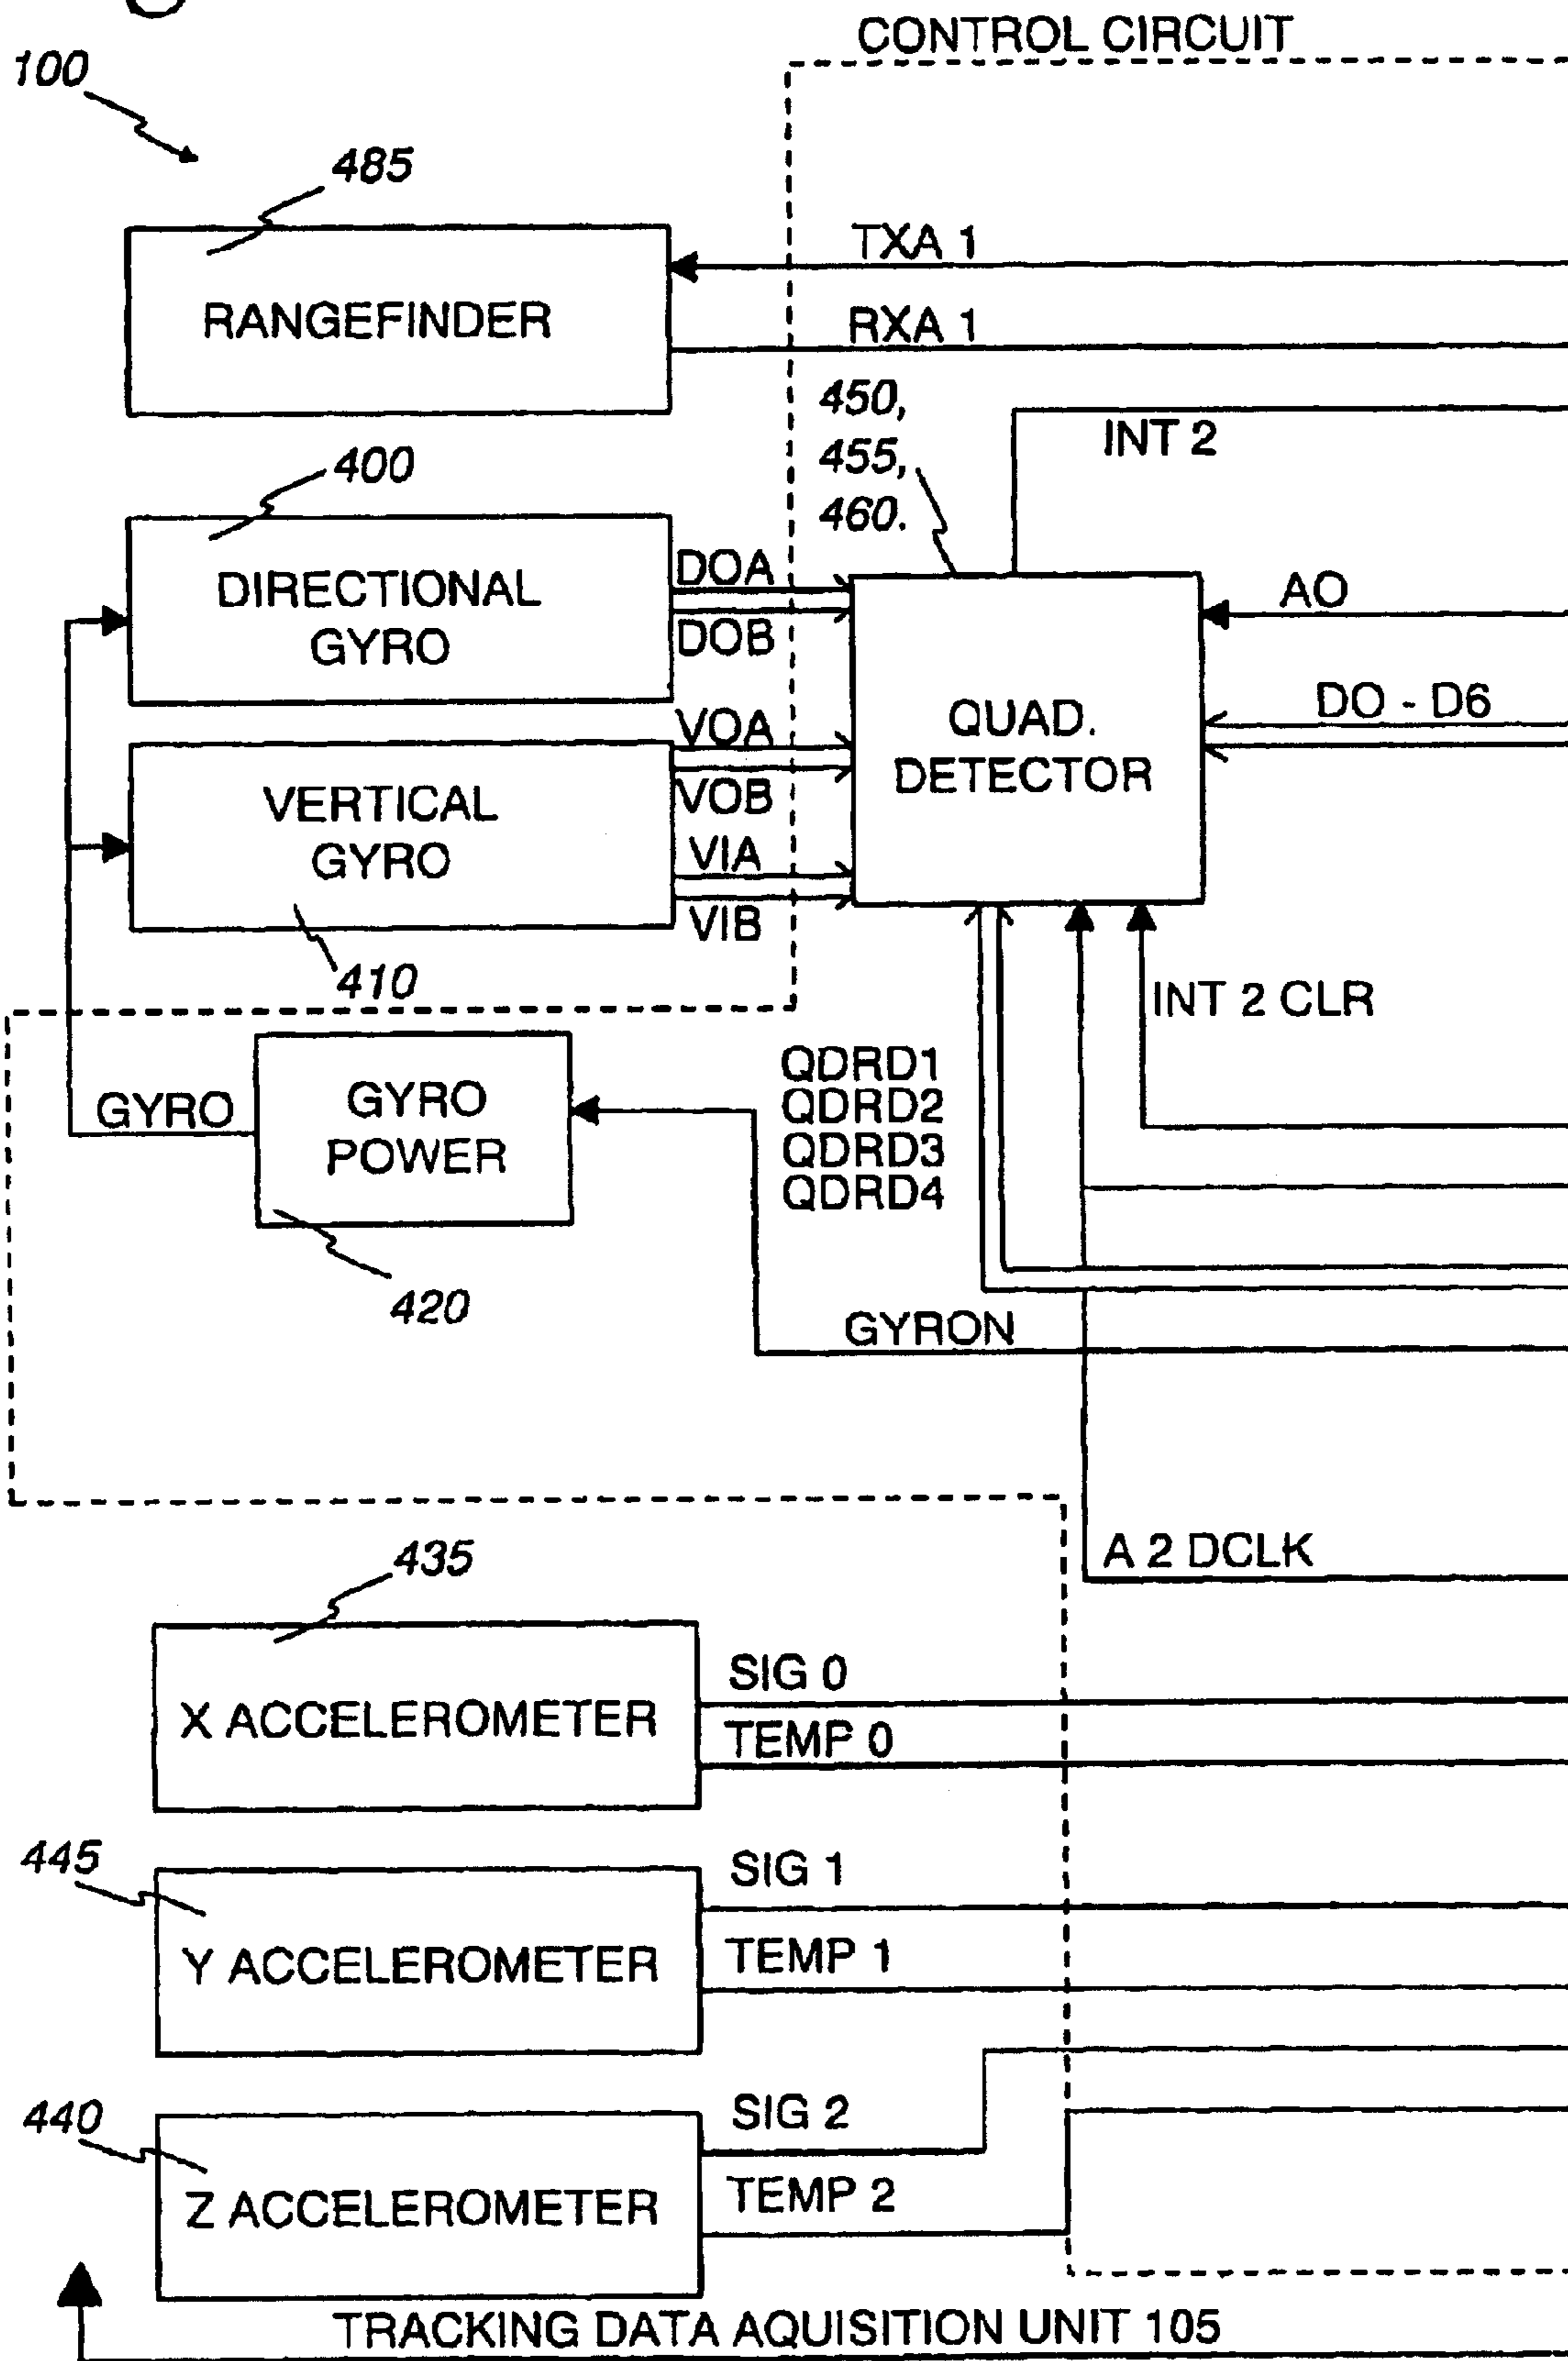 CONTROL CIRCUIT
100
485
RANGEFINDER
TXA 1
RXA 1
450,
455,
460.
INT 2
400
DIRECTIONAL
GYRO
DOA
DOB
AO
DO - D6
QUAD.
DETECTOR
VERTICAL
GYRO
VOA
VOB
VIA
VIB
410
INT 2 CLR
GYRO
GYRO
POWER
QDRD1
QDRD2
QDRD3
QDRD4
420
GYRON
A 2 DCLK
435
X ACCELEROMETER
SIG 0
TEMP 0
445
Y ACCELEROMETER
SIG 1
TEMP 1
440
Z ACCELEROMETER
SIG 2
TEMP 2
TRACKING DATA AQUISITION UNIT 105